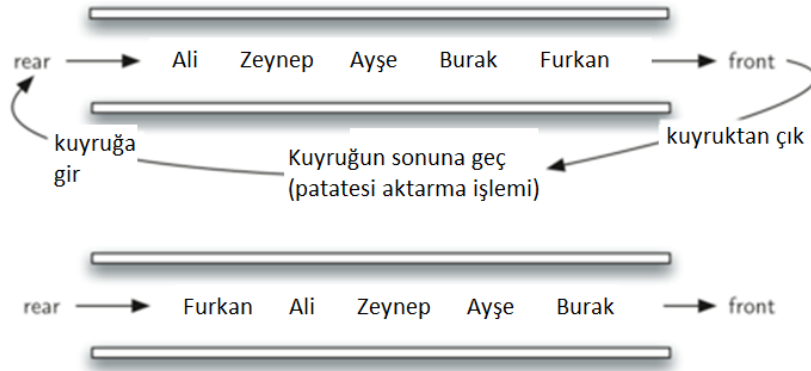 rear Ali Zeynep Ayşe Burak Furkan front
kuyruğa
gir
Kuyruğun sonuna geç
(patatesi aktarma işlemi)
kuyruktan çık
rear Furkan Ali Zeynep Ayşe Burak front